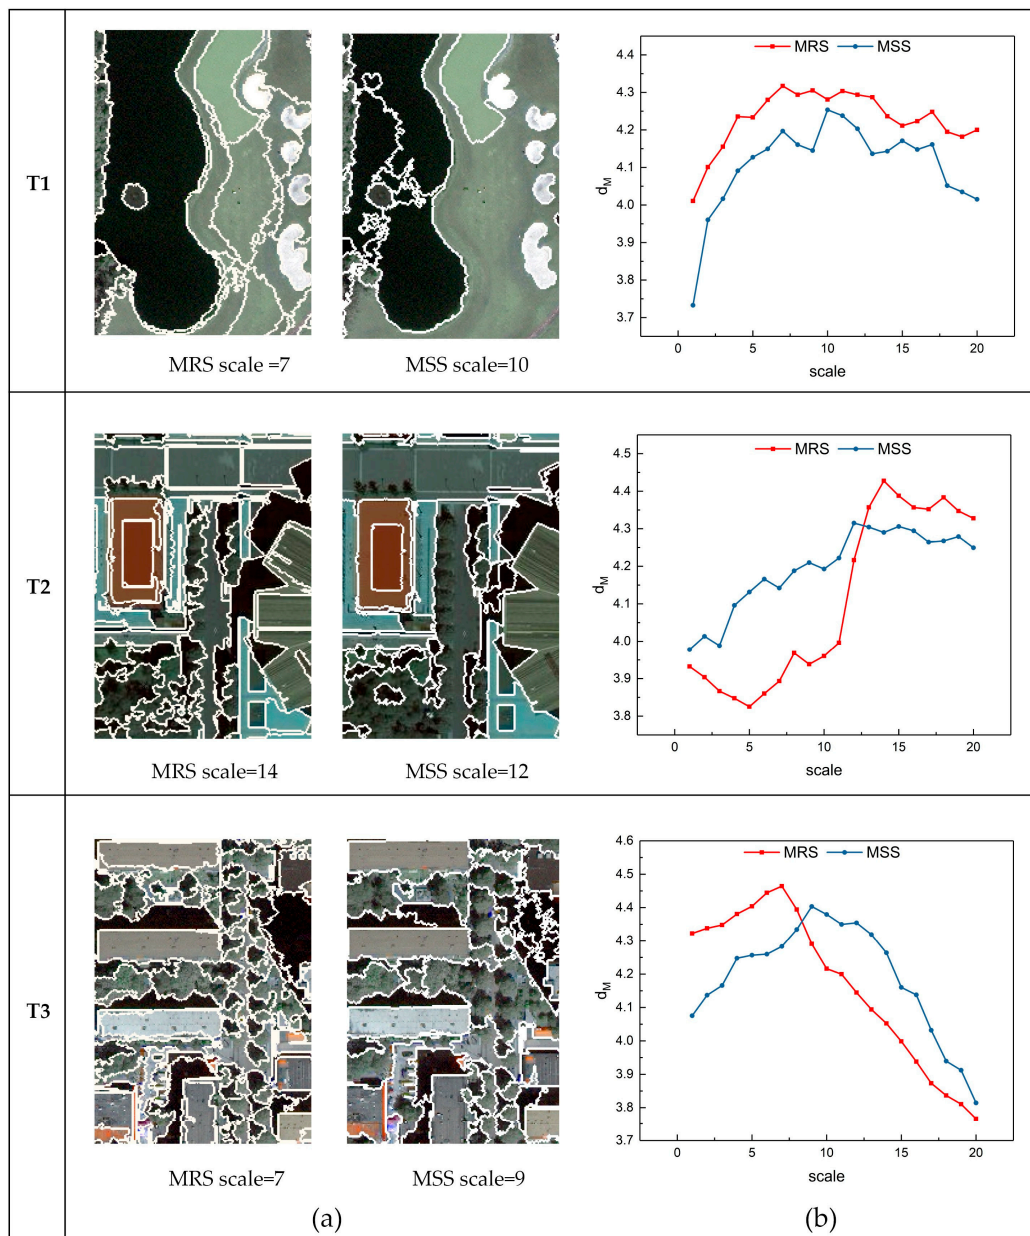 T1
MRS scale =7
MSS scale=10
MRS MSS
4.4
4.3
4.2
4.1
4.0
3.9
3.8
3.7
d_M
0 5 10 15 20
scale
T2
MRS scale=14
MSS scale=12
MRS MSS
4.5
4.4
4.3
4.2
4.1
4.0
3.9
3.8
d_M
0 5 10 15 20
scale
T3
MRS scale=7
MSS scale=9
MRS MSS
4.6
4.5
4.4
4.3
4.2
4.1
4.0
3.9
3.8
3.7
d_M
0 5 10 15 20
scale
(a) (b)